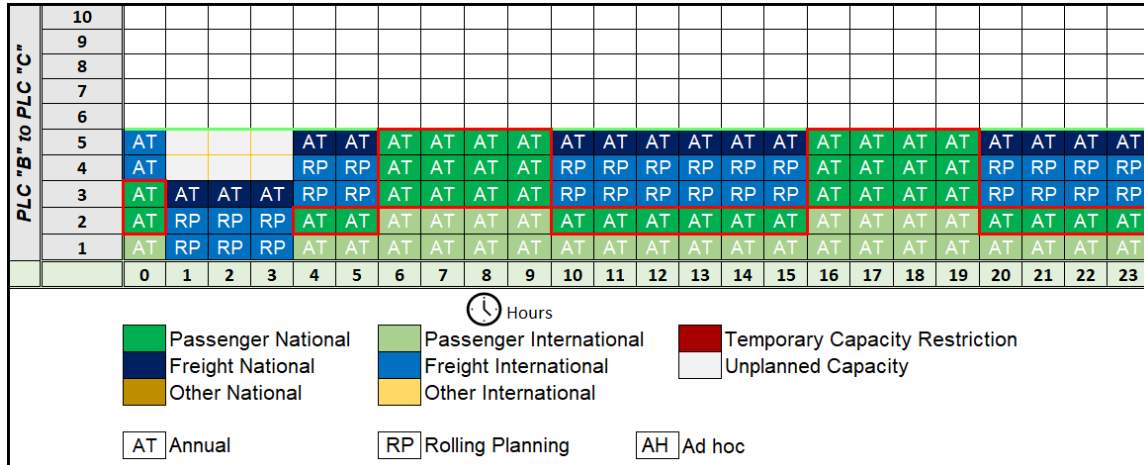 PLC "B" to PLC "C"
10
9
8
7
6
5 AT AT AT AT AT AT AT AT AT AT AT AT AT AT AT AT AT AT AT AT AT
4 AT RP RP AT AT AT AT RP RP RP RP RP RP AT AT AT AT RP RP RP RP
3 AT AT AT AT RP RP AT AT AT AT RP RP RP RP RP RP AT AT AT AT RP RP RP RP
2 AT RP RP RP AT AT AT AT AT AT AT AT AT AT AT AT AT AT AT AT AT AT AT AT
1 AT RP RP RP AT AT AT AT AT AT AT AT AT AT AT AT AT AT AT AT AT AT AT AT
0 1 2 3 4 5 6 7 8 9 10 11 12 13 14 15 16 17 18 19 20 21 22 23
Hours
Passenger National Passenger International Temporary Capacity Restriction
Freight National Freight International Unplanned Capacity
Other National Other International
AT Annual RP Rolling Planning AH Ad hoc